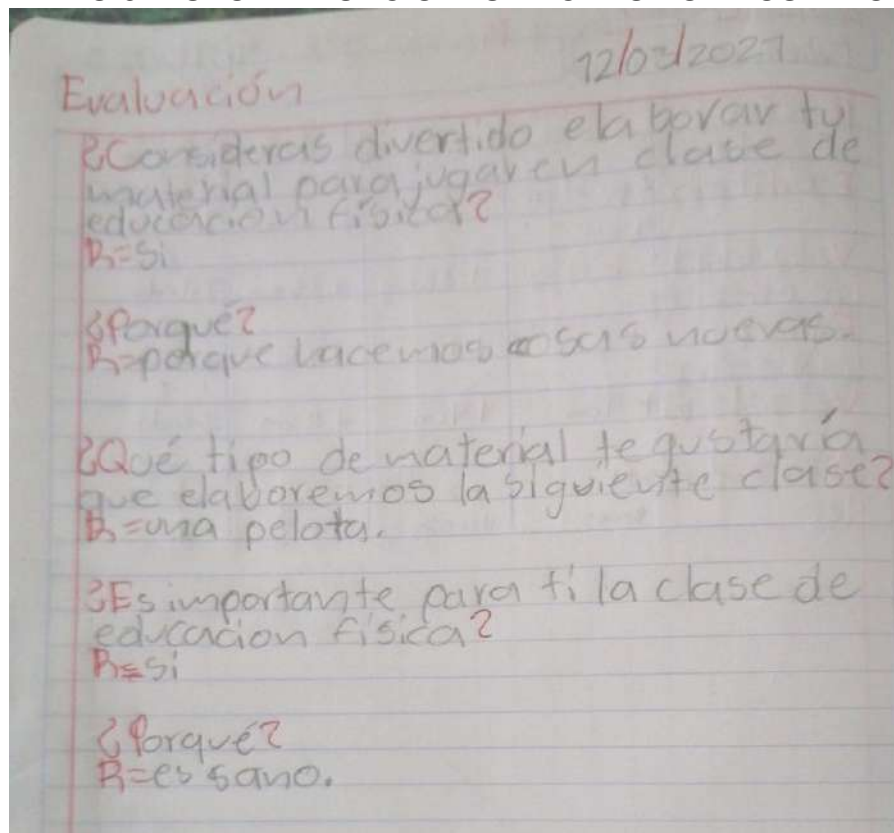 12/03/2021
Evaluación
¿Consideras divertido elaborar tu
material para jugar en clase de
educación física?
R=si
¿Porqué?
R=porque hacemos cosas nuevas.
¿Qué tipo de material te gustaría
que elaboremos la siguiente clase?
R=una pelota.
¿Es importante para ti la clase de
educacion física?
R=si
¿Porqué?
R=es sano.